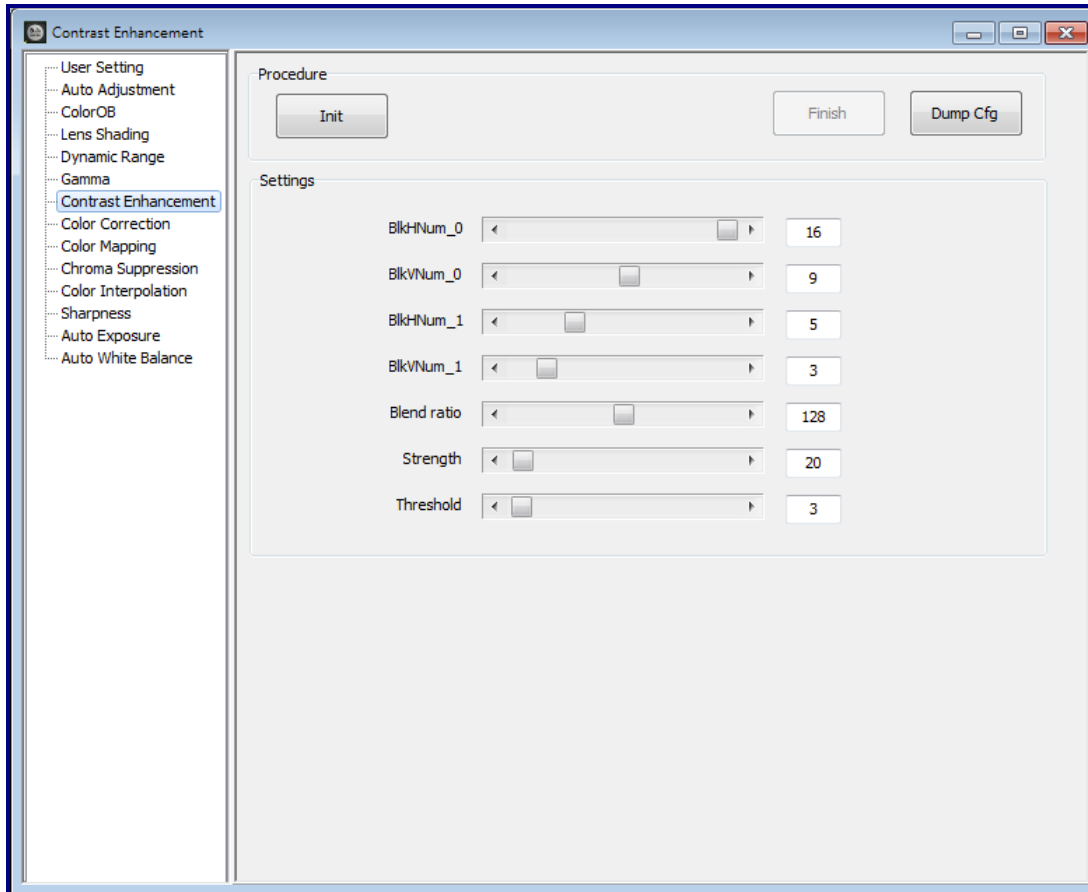 Contrast Enhancement
User Setting
Auto Adjustment
ColorOB
Lens Shading
Dynamic Range
Gamma
Contrast Enhancement
Color Correction
Color Mapping
Chroma Suppression
Color Interpolation
Sharpness
Auto Exposure
Auto White Balance
Procedure
Init
Finish
Dump Cfg
Settings
BlkHNum_0 16
BlkVNum_0 9
BlkHNum_1 5
BlkVNum_1 3
Blend ratio 128
Strength 20
Threshold 3